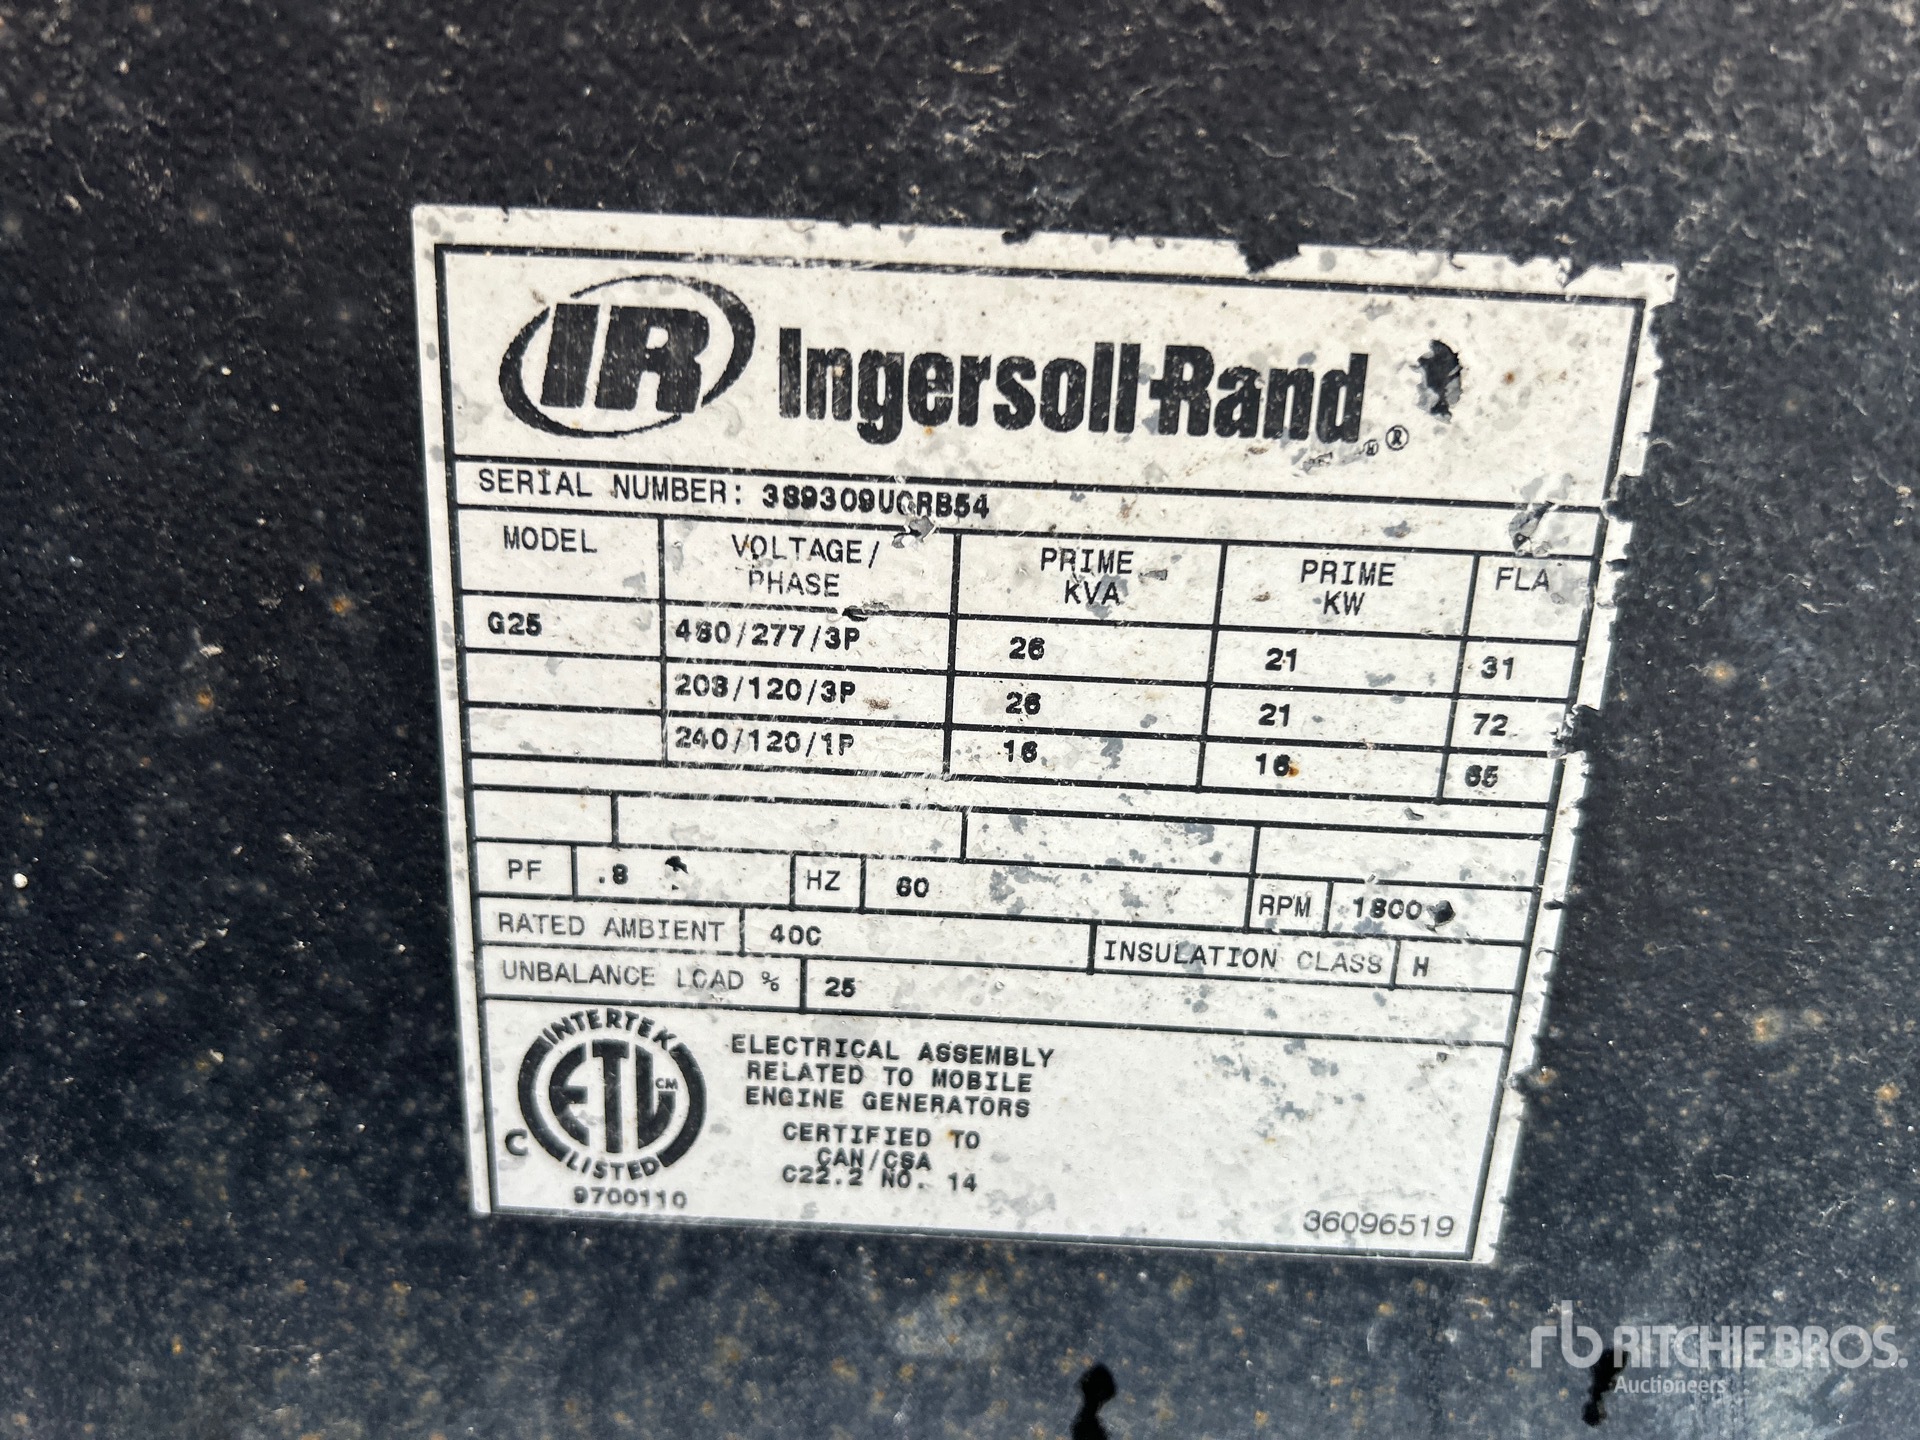 IR Ingersoll-Rand ®
SERIAL NUMBER: 389309UGRB54
MODEL VOLTAGE/PHASE PRIME KVA PRIME KW FLA
G25 480/277/3P 26 21 31
208/120/3P 26 21 72
240/120/1P 16 16 65
PF .8 HZ 60 RPM 1800
RATED AMBIENT 40C INSULATION CLASS H
UNBALANCE LOAD % 25
INTERTEK
ETL CM
C
LISTED
9700110
ELECTRICAL ASSEMBLY
RELATED TO MOBILE
ENGINE GENERATORS
CERTIFIED TO
CAN/CSA
C22.2 NO. 14
36096519
rb RITCHIE BROS.
Auctioneers